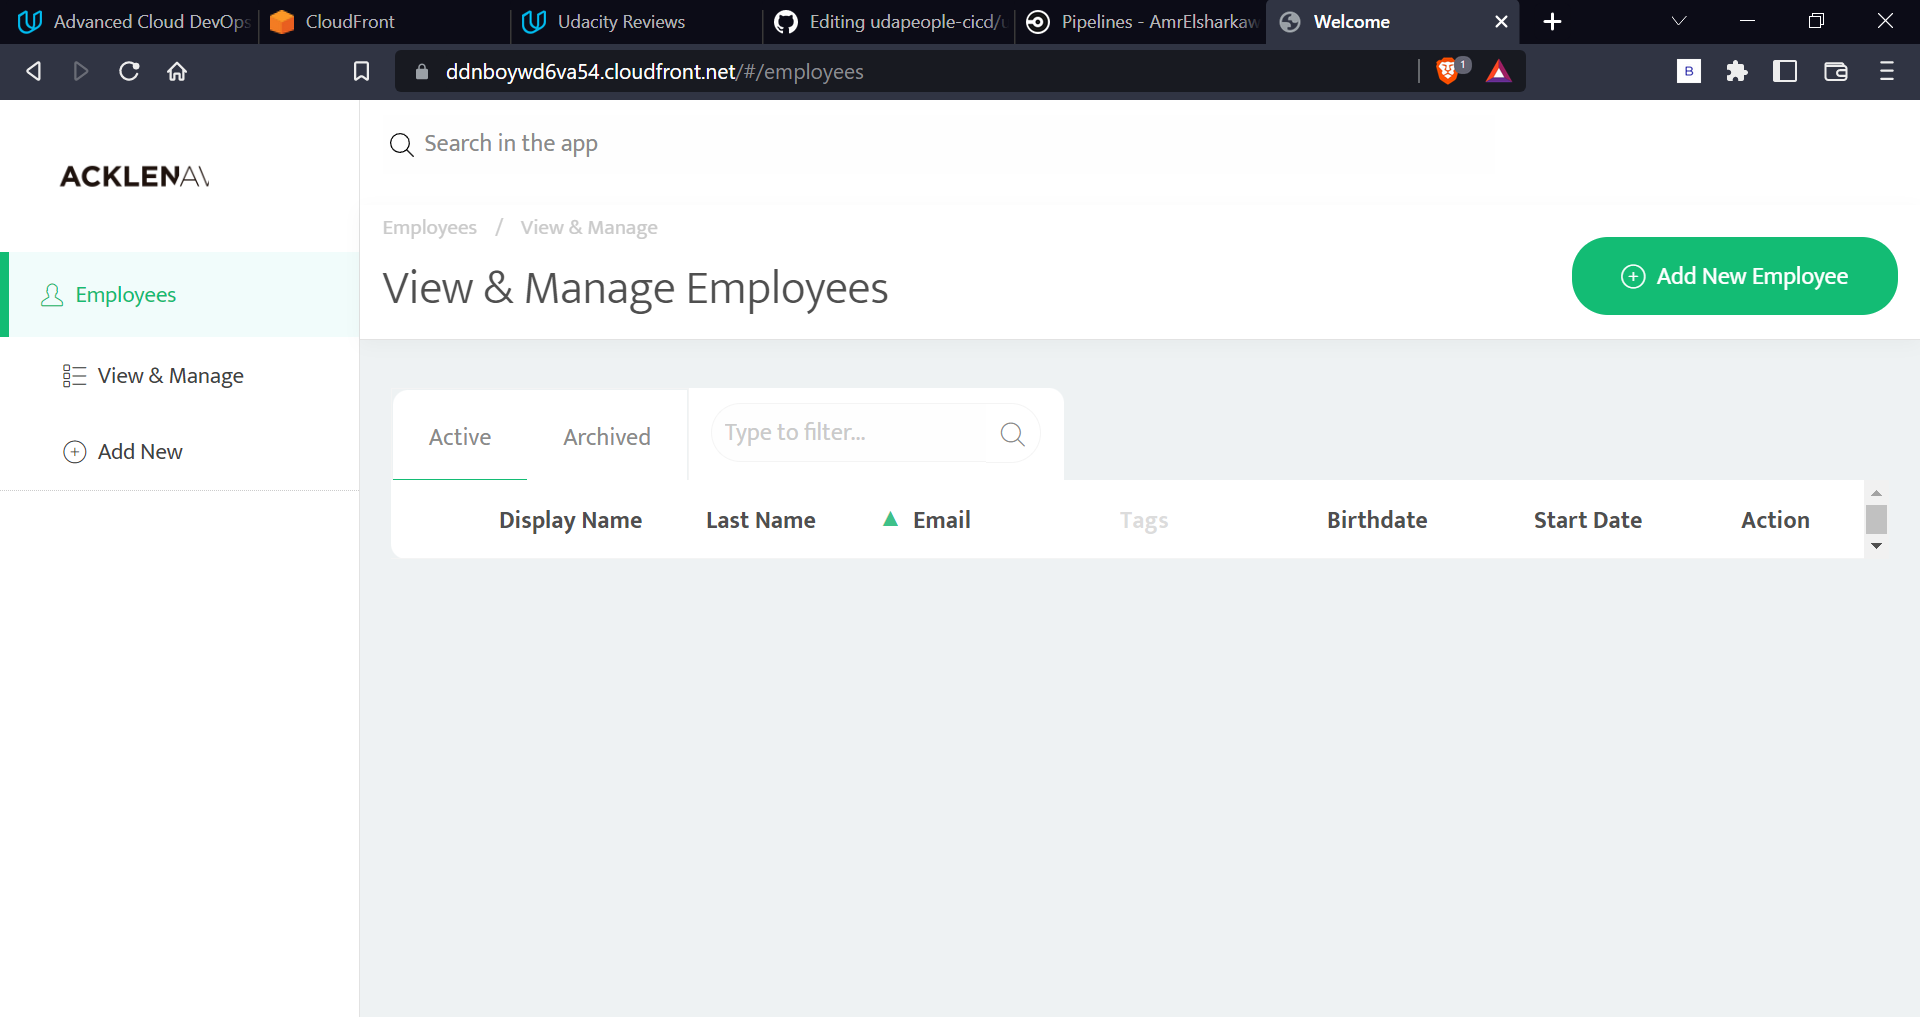 Advanced Cloud DevOps
CloudFront
Udacity Reviews
Editing udapeople-cicd/
Pipelines - AmrElsharkaw
Welcome
ddnboywd6va54.cloudfront.net/#/employees
1
B
ACKLENAV
Search in the app
Employees / View & Manage
View & Manage Employees
Add New Employee
Employees
View & Manage
Add New
Active
Archived
Type to filter...
Display Name
Last Name
Email
Tags
Birthdate
Start Date
Action